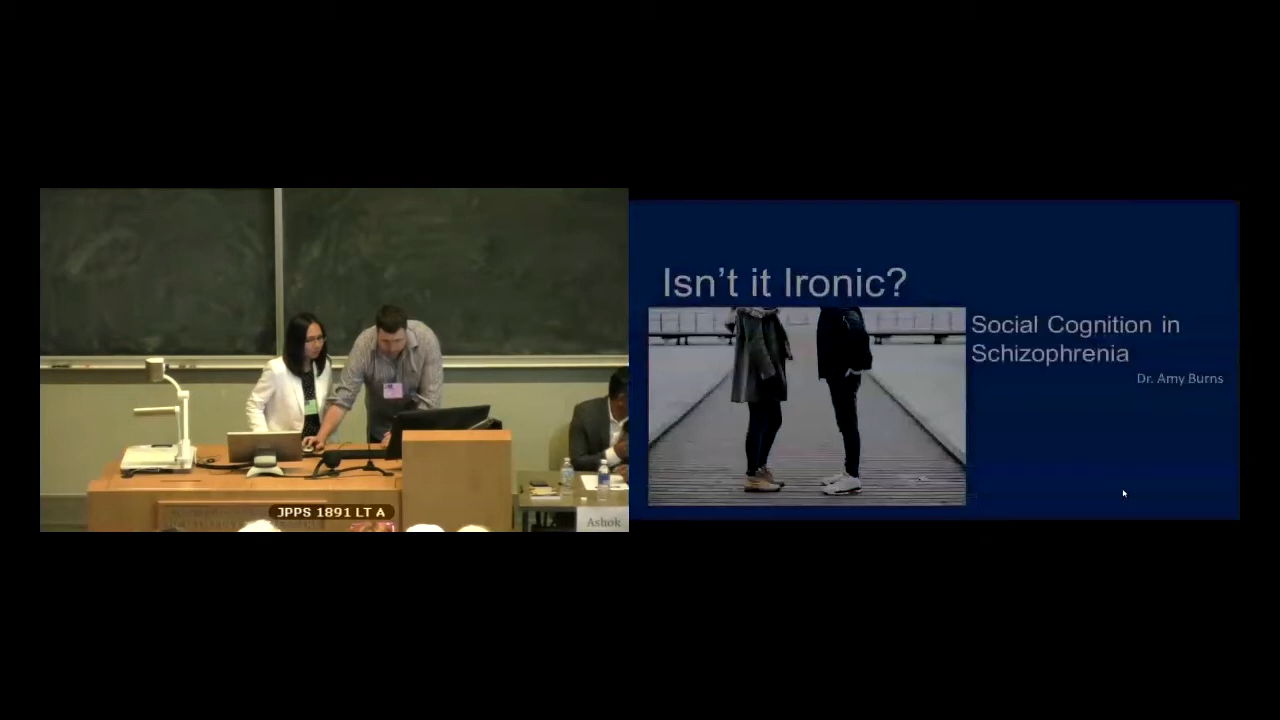 JPPS 1891 LT A
Ashok
Isn't it Ironic?
Social Cognition in
Schizophrenia
Dr. Amy Burns